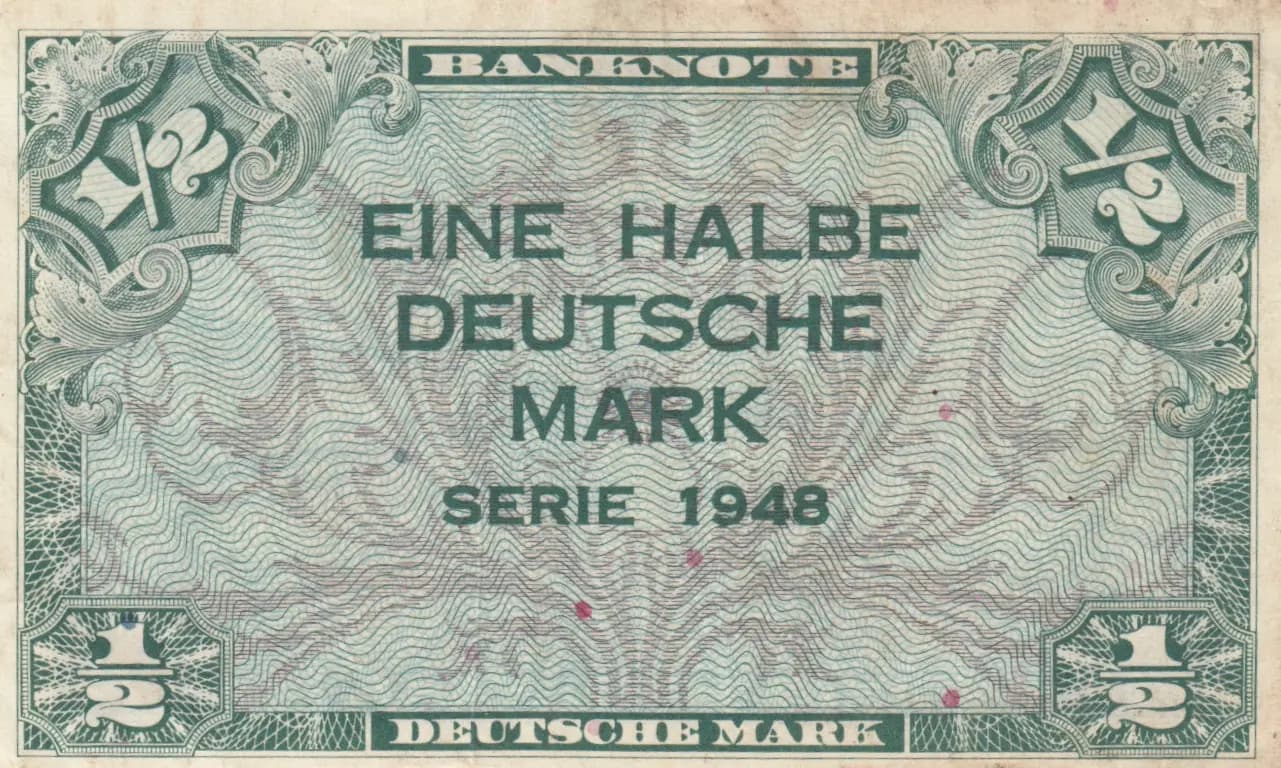 BANKNOTE
1/2
1/2
EINE HALBE
DEUTSCHE
MARK
SERIE 1948
1/2
1/2
DEUTSCHE MARK